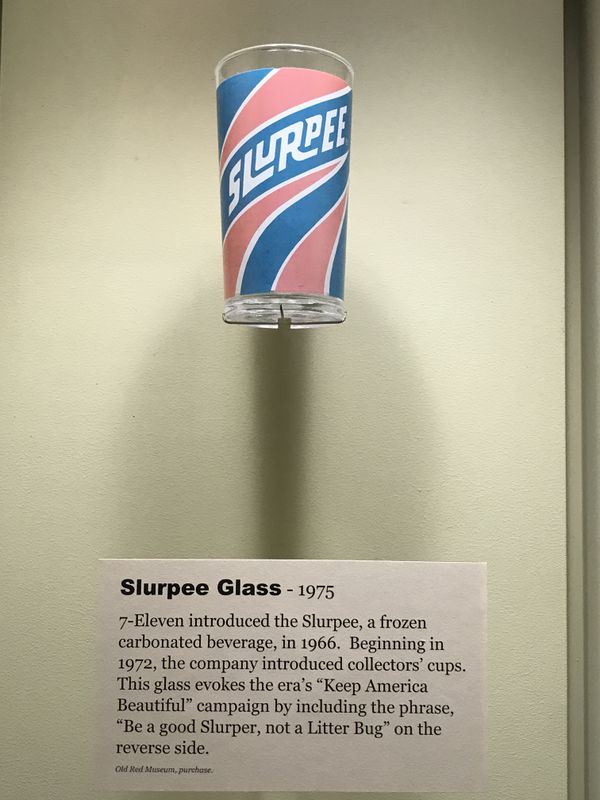 SLURPEE
Slurpee Glass - 1975
7-Eleven introduced the Slurpee, a frozen
carbonated beverage, in 1966.  Beginning in
1972, the company introduced collectors’ cups.
This glass evokes the era’s “Keep America
Beautiful” campaign by including the phrase,
“Be a good Slurper, not a Litter Bug” on the
reverse side.
Old Red Museum, purchase.